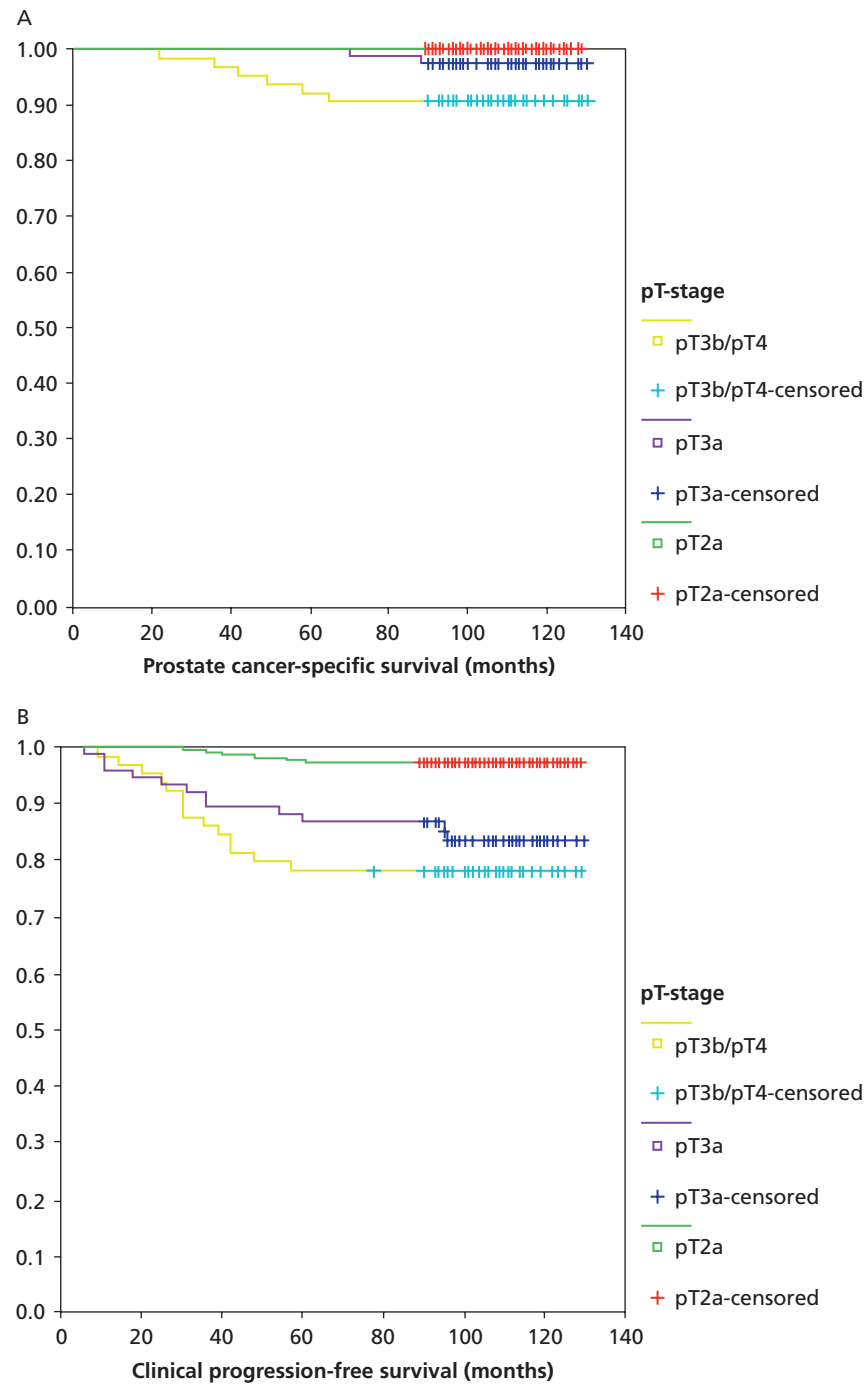 A
1.00
0.90
0.80
0.70
0.60
0.50
0.40
0.30
0.20
0.10
0.00
0 20 40 60 80 100 120 140
Prostate cancer-specific survival (months)
pT-stage
pT3b/pT4
pT3b/pT4-censored
pT3a
pT3a-censored
pT2a
pT2a-censored
B
1.0
0.9
0.8
0.7
0.6
0.5
0.4
0.3
0.2
0.1
0.0
0 20 40 60 80 100 120 140
Clinical progression-free survival (months)
pT-stage
pT3b/pT4
pT3b/pT4-censored
pT3a
pT3a-censored
pT2a
pT2a-censored